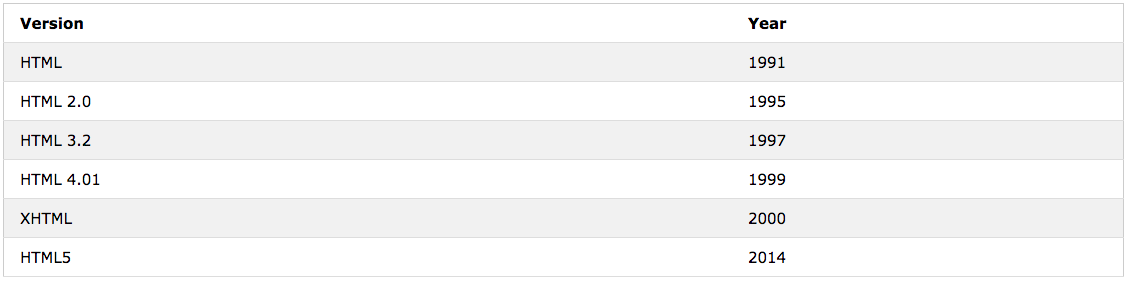 Version Year
HTML 1991
HTML 2.0 1995
HTML 3.2 1997
HTML 4.01 1999
XHTML 2000
HTML5 2014